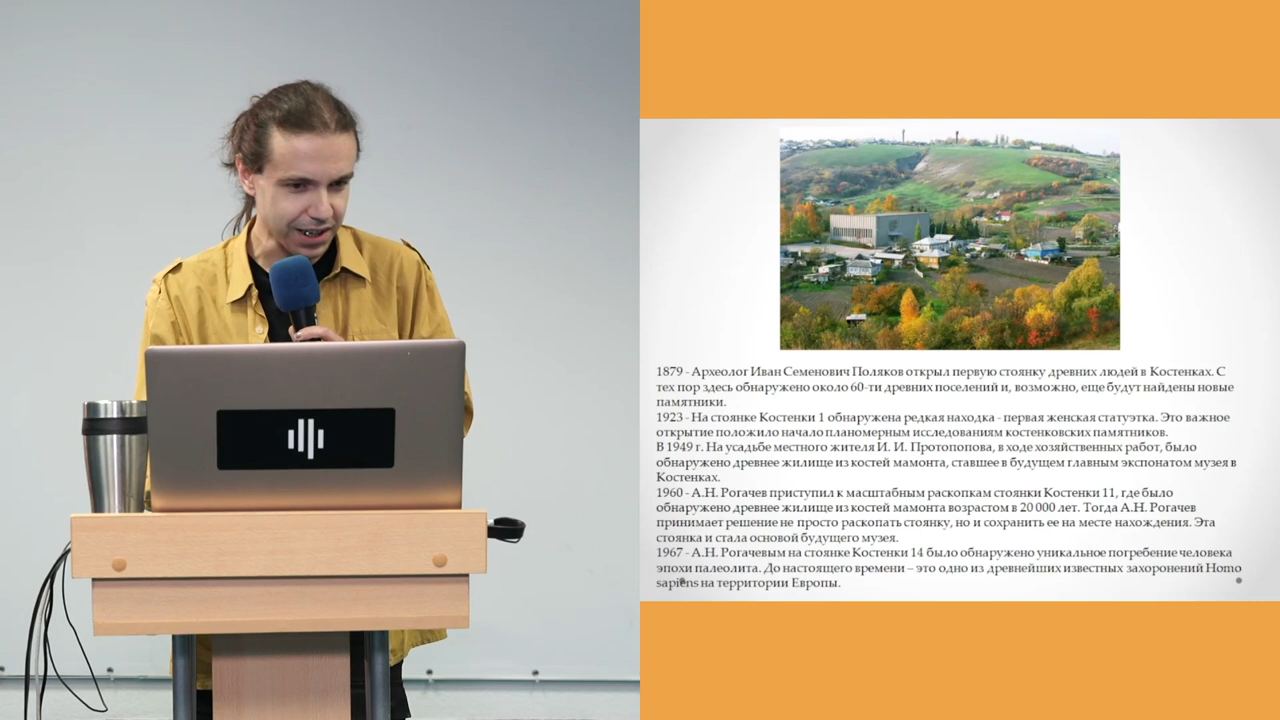 1879 - Археолог Иван Семенович Поляков открыл первую стоянку древних людей в Костенках. С
тех пор здесь обнаружено около 60-ти древних поселений и, возможно, еще будут найдены новые
памятники.
1923 - На стоянке Костенки 1 обнаружена редкая находка - первая женская статуэтка. Это важное
открытие положило начало планомерным исследованиям костенковских памятников.
В 1949 г. На усадьбе местного жителя И. И. Протопопова, в ходе хозяйственных работ, было
обнаружено древнее жилище из костей мамонта, ставшее в будущем главным экспонатом музея в
Костенках.
1960 - А.Н. Рогачев приступил к масштабным раскопкам стоянки Костенки 11, где было
обнаружено древнее жилище из костей мамонта возрастом в 20 000 лет. Тогда А.Н. Рогачев
принимает решение не просто раскопать стоянку, но и сохранить ее на месте нахождения. Эта
стоянка и стала основой будущего музея.
1967 - А.Н. Рогачевым на стоянке Костенки 14 было обнаружено уникальное погребение человека
эпохи палеолита. До настоящего времени – это одно из древнейших известных захоронений Homo
sapiens на территории Европы.